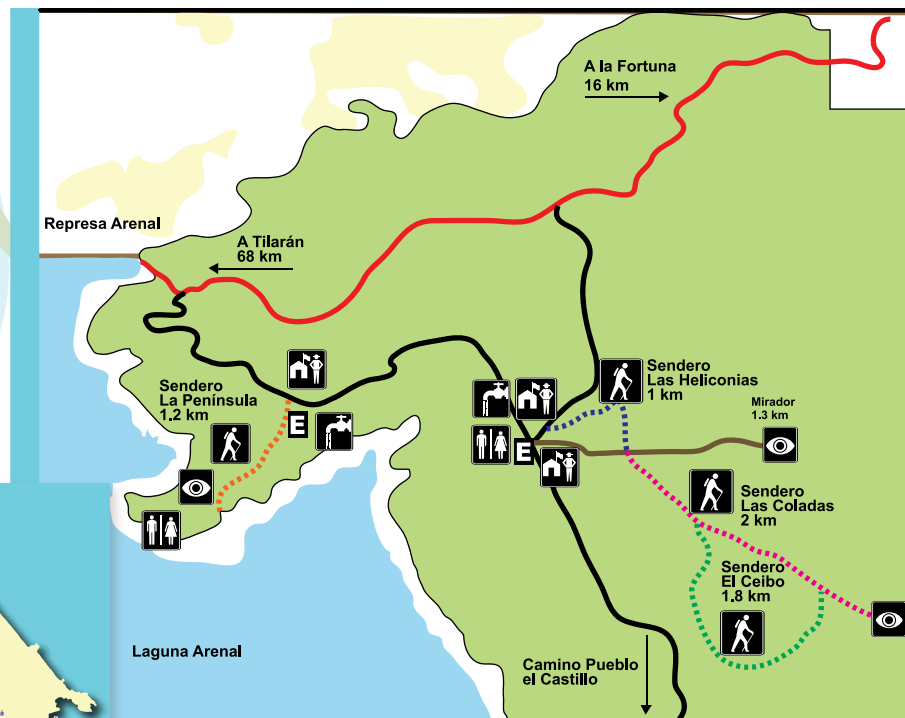 A la Fortuna
16 km
Represa Arenal
A Tilarán
68 km
Sendero
La Península
1.2 km
E
Sendero
Las Heliconias
1 km
Mirador
1.3 km
E
Sendero
Las Coladas
2 km
Sendero
El Ceibo
1.8 km
Laguna Arenal
Camino Pueblo
el Castillo